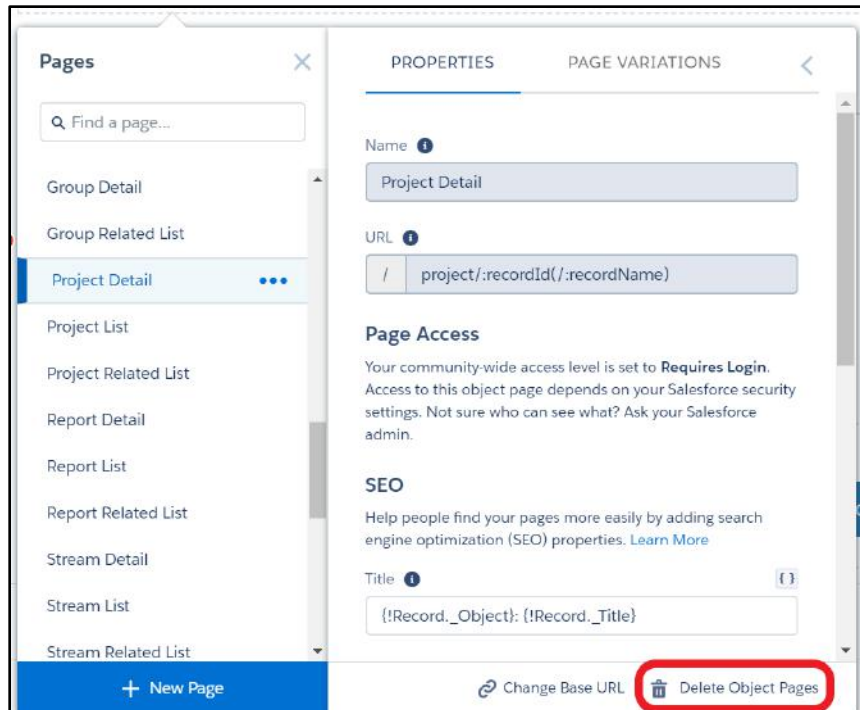 Pages
Find a page...
Group Detail
Group Related List
Project Detail
Project List
Project Related List
Report Detail
Report List
Report Related List
Stream Detail
Stream List
Stream Related List
+ New Page
PROPERTIES PAGE VARIATIONS
Name
Project Detail
URL
/ project/:recordId(/:recordName)
Page Access
Your community-wide access level is set to Requires Login.
Access to this object page depends on your Salesforce security
settings. Not sure who can see what? Ask your Salesforce
admin.
SEO
Help people find your pages more easily by adding search
engine optimization (SEO) properties. Learn More
Title {}
{!Record._Object}: {!Record._Title}
Change Base URL Delete Object Pages